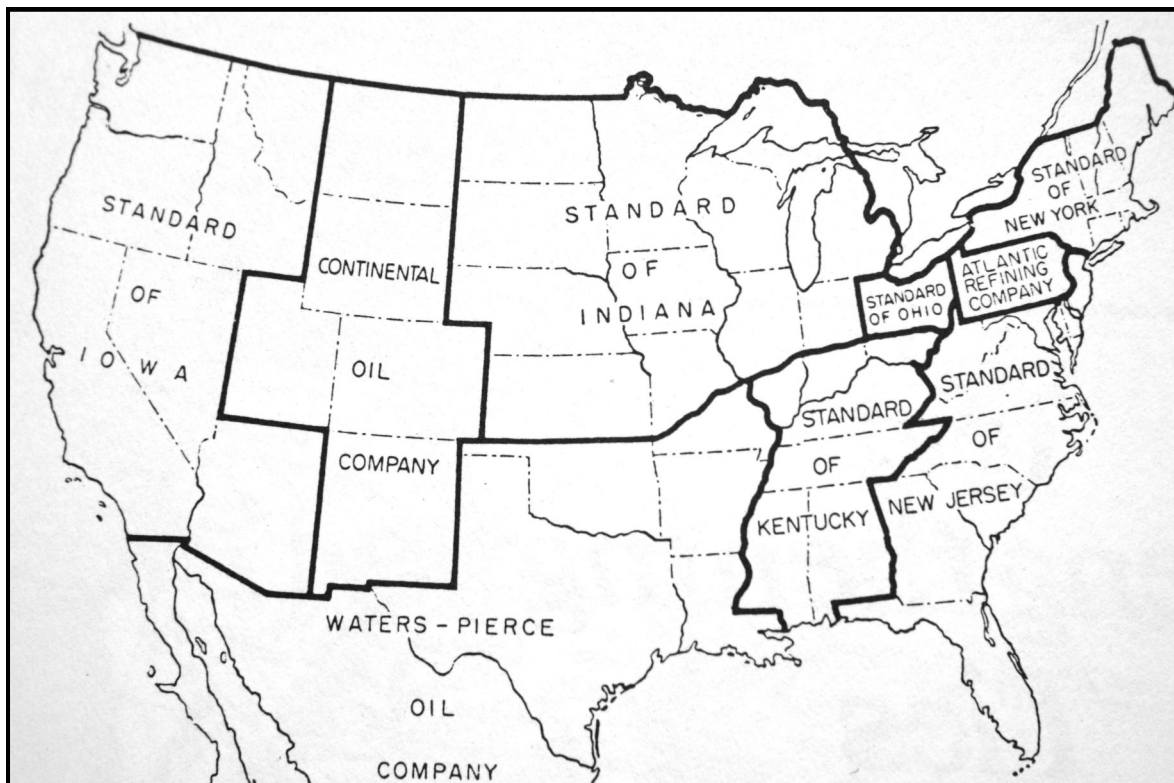 STANDARD
OF
IOWA
CONTINENTAL
OIL
COMPANY
STANDARD
OF
INDIANA
STANDARD
OF OHIO
STANDARD
OF
NEW YORK
ATLANTIC
REFINING
COMPANY
STANDARD
OF
KENTUCKY
STANDARD
OF
NEW JERSEY
WATERS-PIERCE
OIL
COMPANY